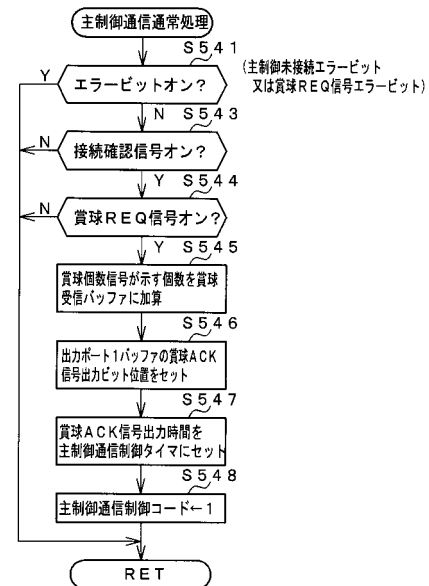 主制御通信通常処理
S541
Y
エラービットオン?
(主制御未接続エラービット
又は賞球REQ信号エラービット)
N
S543
N
接続確認信号オン?
Y
S544
N
賞球REQ信号オン?
Y
S545
賞球個数信号が示す個数を賞球
受信バッファに加算
S546
出力ポート1バッファの賞球ACK
信号出力ビット位置をセット
S547
賞球ACK信号出力時間を
主制御通信制御タイマにセット
S548
主制御通信制御コード←1
RET